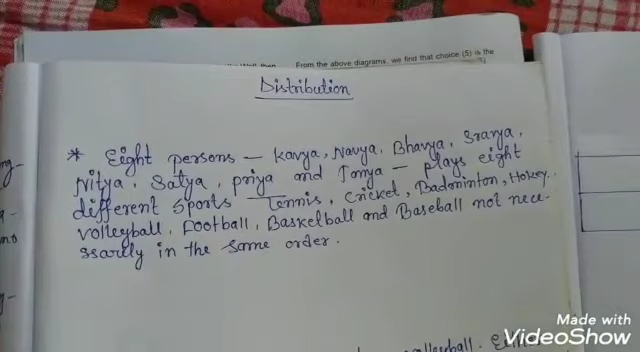 From the above diagrams, we find that choice (5) is the
Distribution
* Eight persons — Kavya, Navya, Bhavya, Sravya,
Nitya, Satya, priya and Tanya — plays eight
different Sports — Tennis, Cricket, Badminton, Hokey,
volleyball, Football, Basketball and Baseball not nece-
ssarely in the same order.
volleyball.
Made with
VideoShow